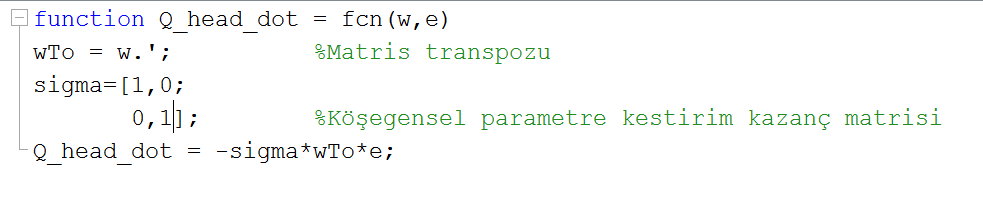 function Q_head_dot = fcn(w,e)
wTo = w.'; %Matris transpozu
sigma=[1,0;
0,1]; %Köşegensel parametre kestirim kazanç matrisi
Q_head_dot = -sigma*wTo*e;